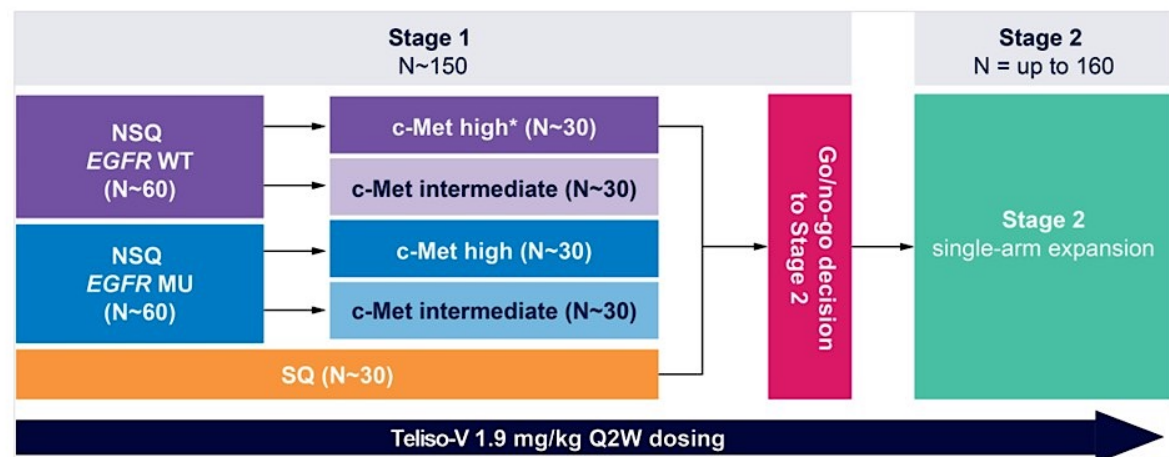 Stage 1
N~150
Stage 2
N = up to 160
NSQ
EGFR WT
(N~60)
c-Met high* (N~30)
c-Met intermediate (N~30)
NSQ
EGFR MU
(N~60)
c-Met high (N~30)
c-Met intermediate (N~30)
SQ (N~30)
Go/no-go decision
to Stage 2
Stage 2
single-arm expansion
Teliso-V 1.9 mg/kg Q2W dosing